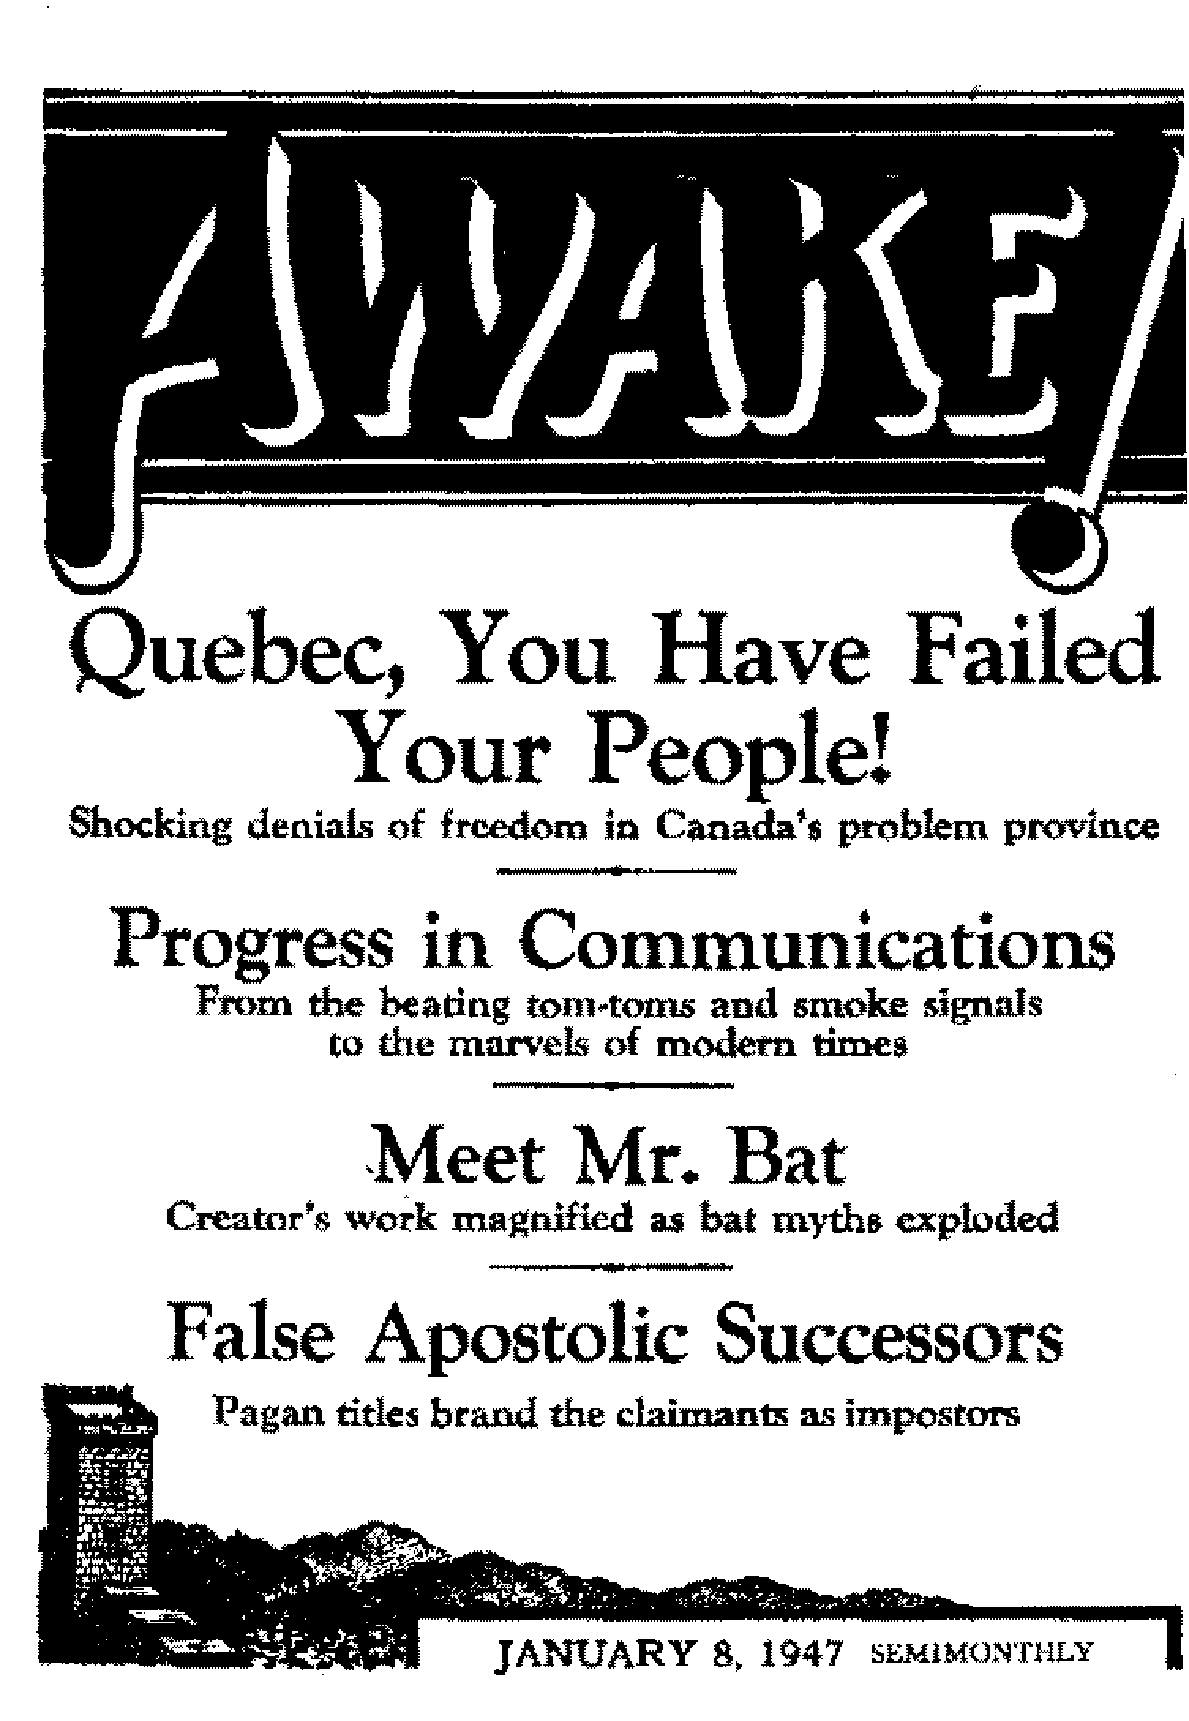 AWAKE!
Quebec, You Have Failed
Your People!
Shocking denials of freedom in Canada's problem province
Progress in Communications
From the beating tom-toms and smoke signals
to the marvels of modern times
Meet Mr. Bat
Creator's work magnified as bat myths exploded
False Apostolic Successors
Pagan titles brand the claimants as impostors
JANUARY 8, 1947 SEMIMONTHLY